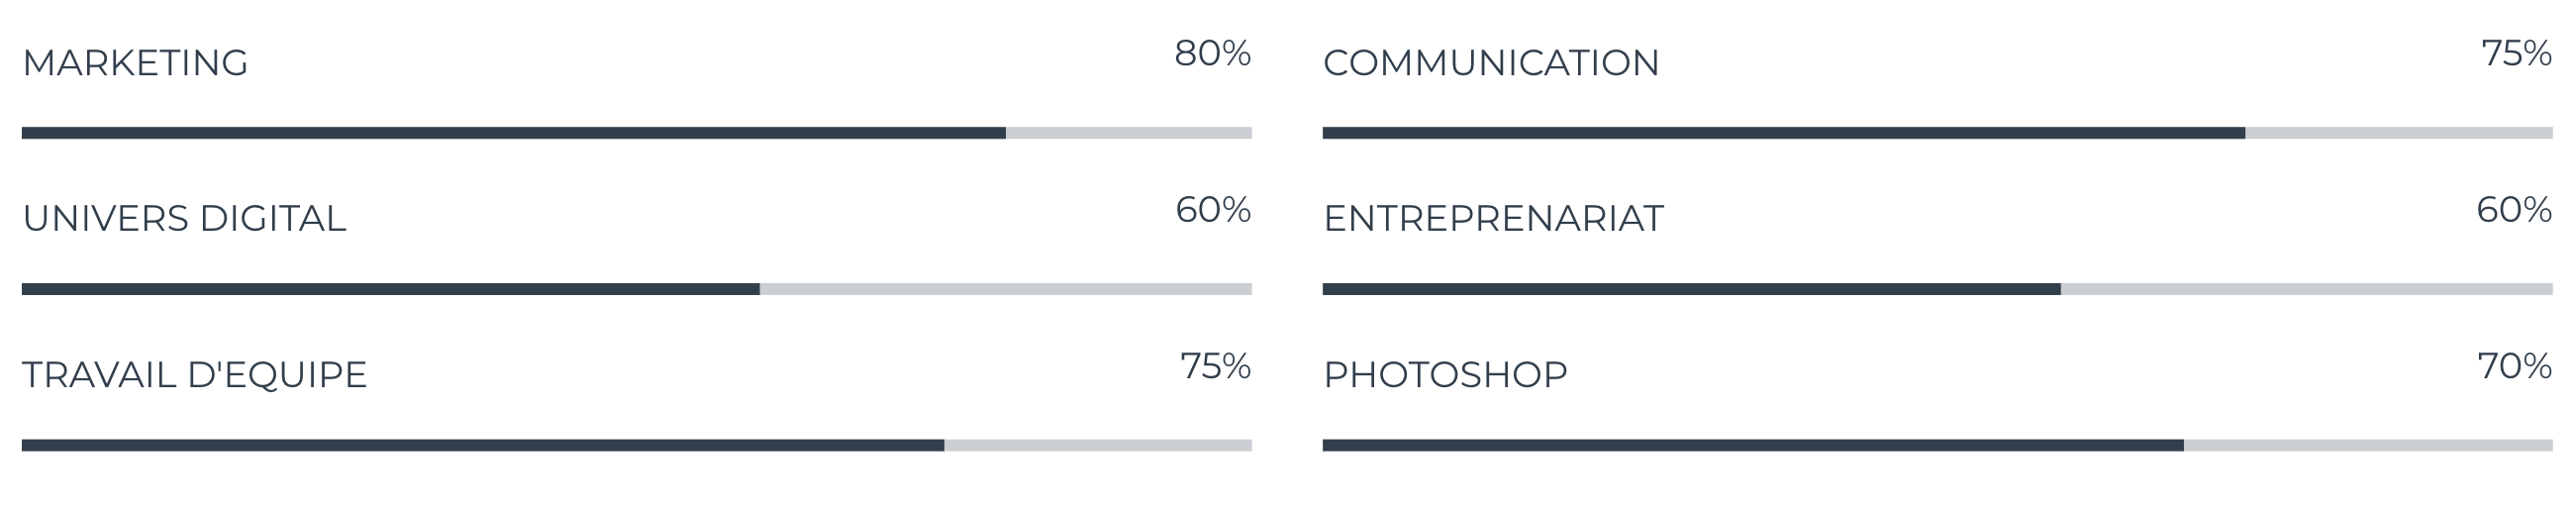 MARKETING 80%
COMMUNICATION 75%
UNIVERS DIGITAL 60%
ENTREPRENARIAT 60%
TRAVAIL D'EQUIPE 75%
PHOTOSHOP 70%